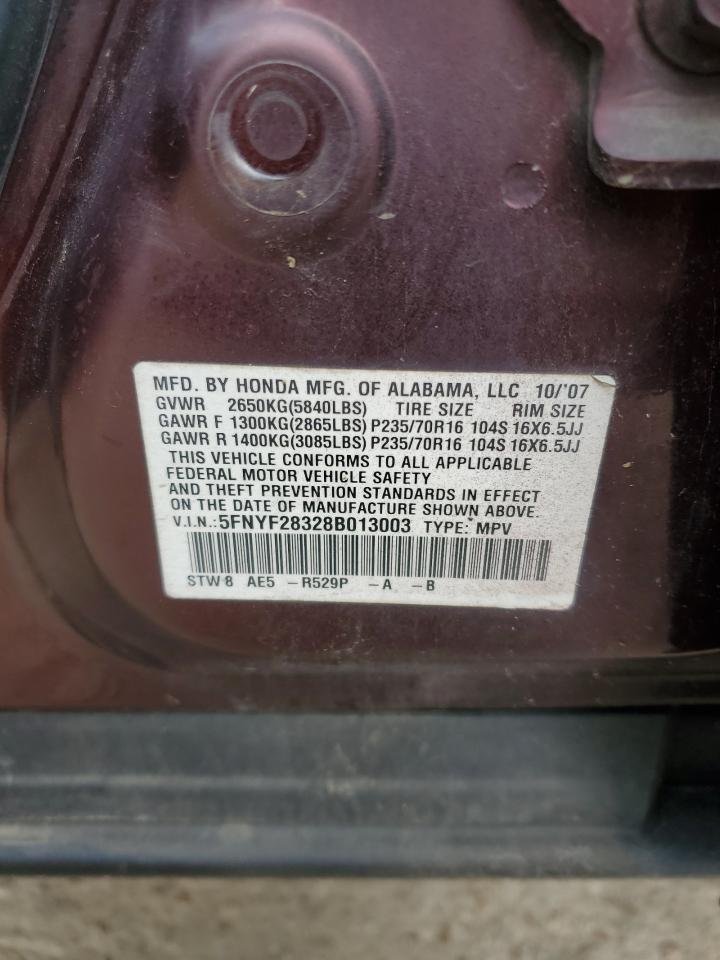 MFD. BY HONDA MFG. OF ALABAMA, LLC 10/'07
GVWR 2650KG(5840LBS) TIRE SIZE RIM SIZE
GAWR F 1300KG(2865LBS) P235/70R16 104S 16X6.5JJ
GAWR R 1400KG(3085LBS) P235/70R16 104S 16X6.5JJ
THIS VEHICLE CONFORMS TO ALL APPLICABLE
FEDERAL MOTOR VEHICLE SAFETY
AND THEFT PREVENTION STANDARDS IN EFFECT
ON THE DATE OF MANUFACTURE SHOWN ABOVE.
V.I.N.: 5FNYF28328B013003 TYPE: MPV
STW8 AE5 -R529P -A -B